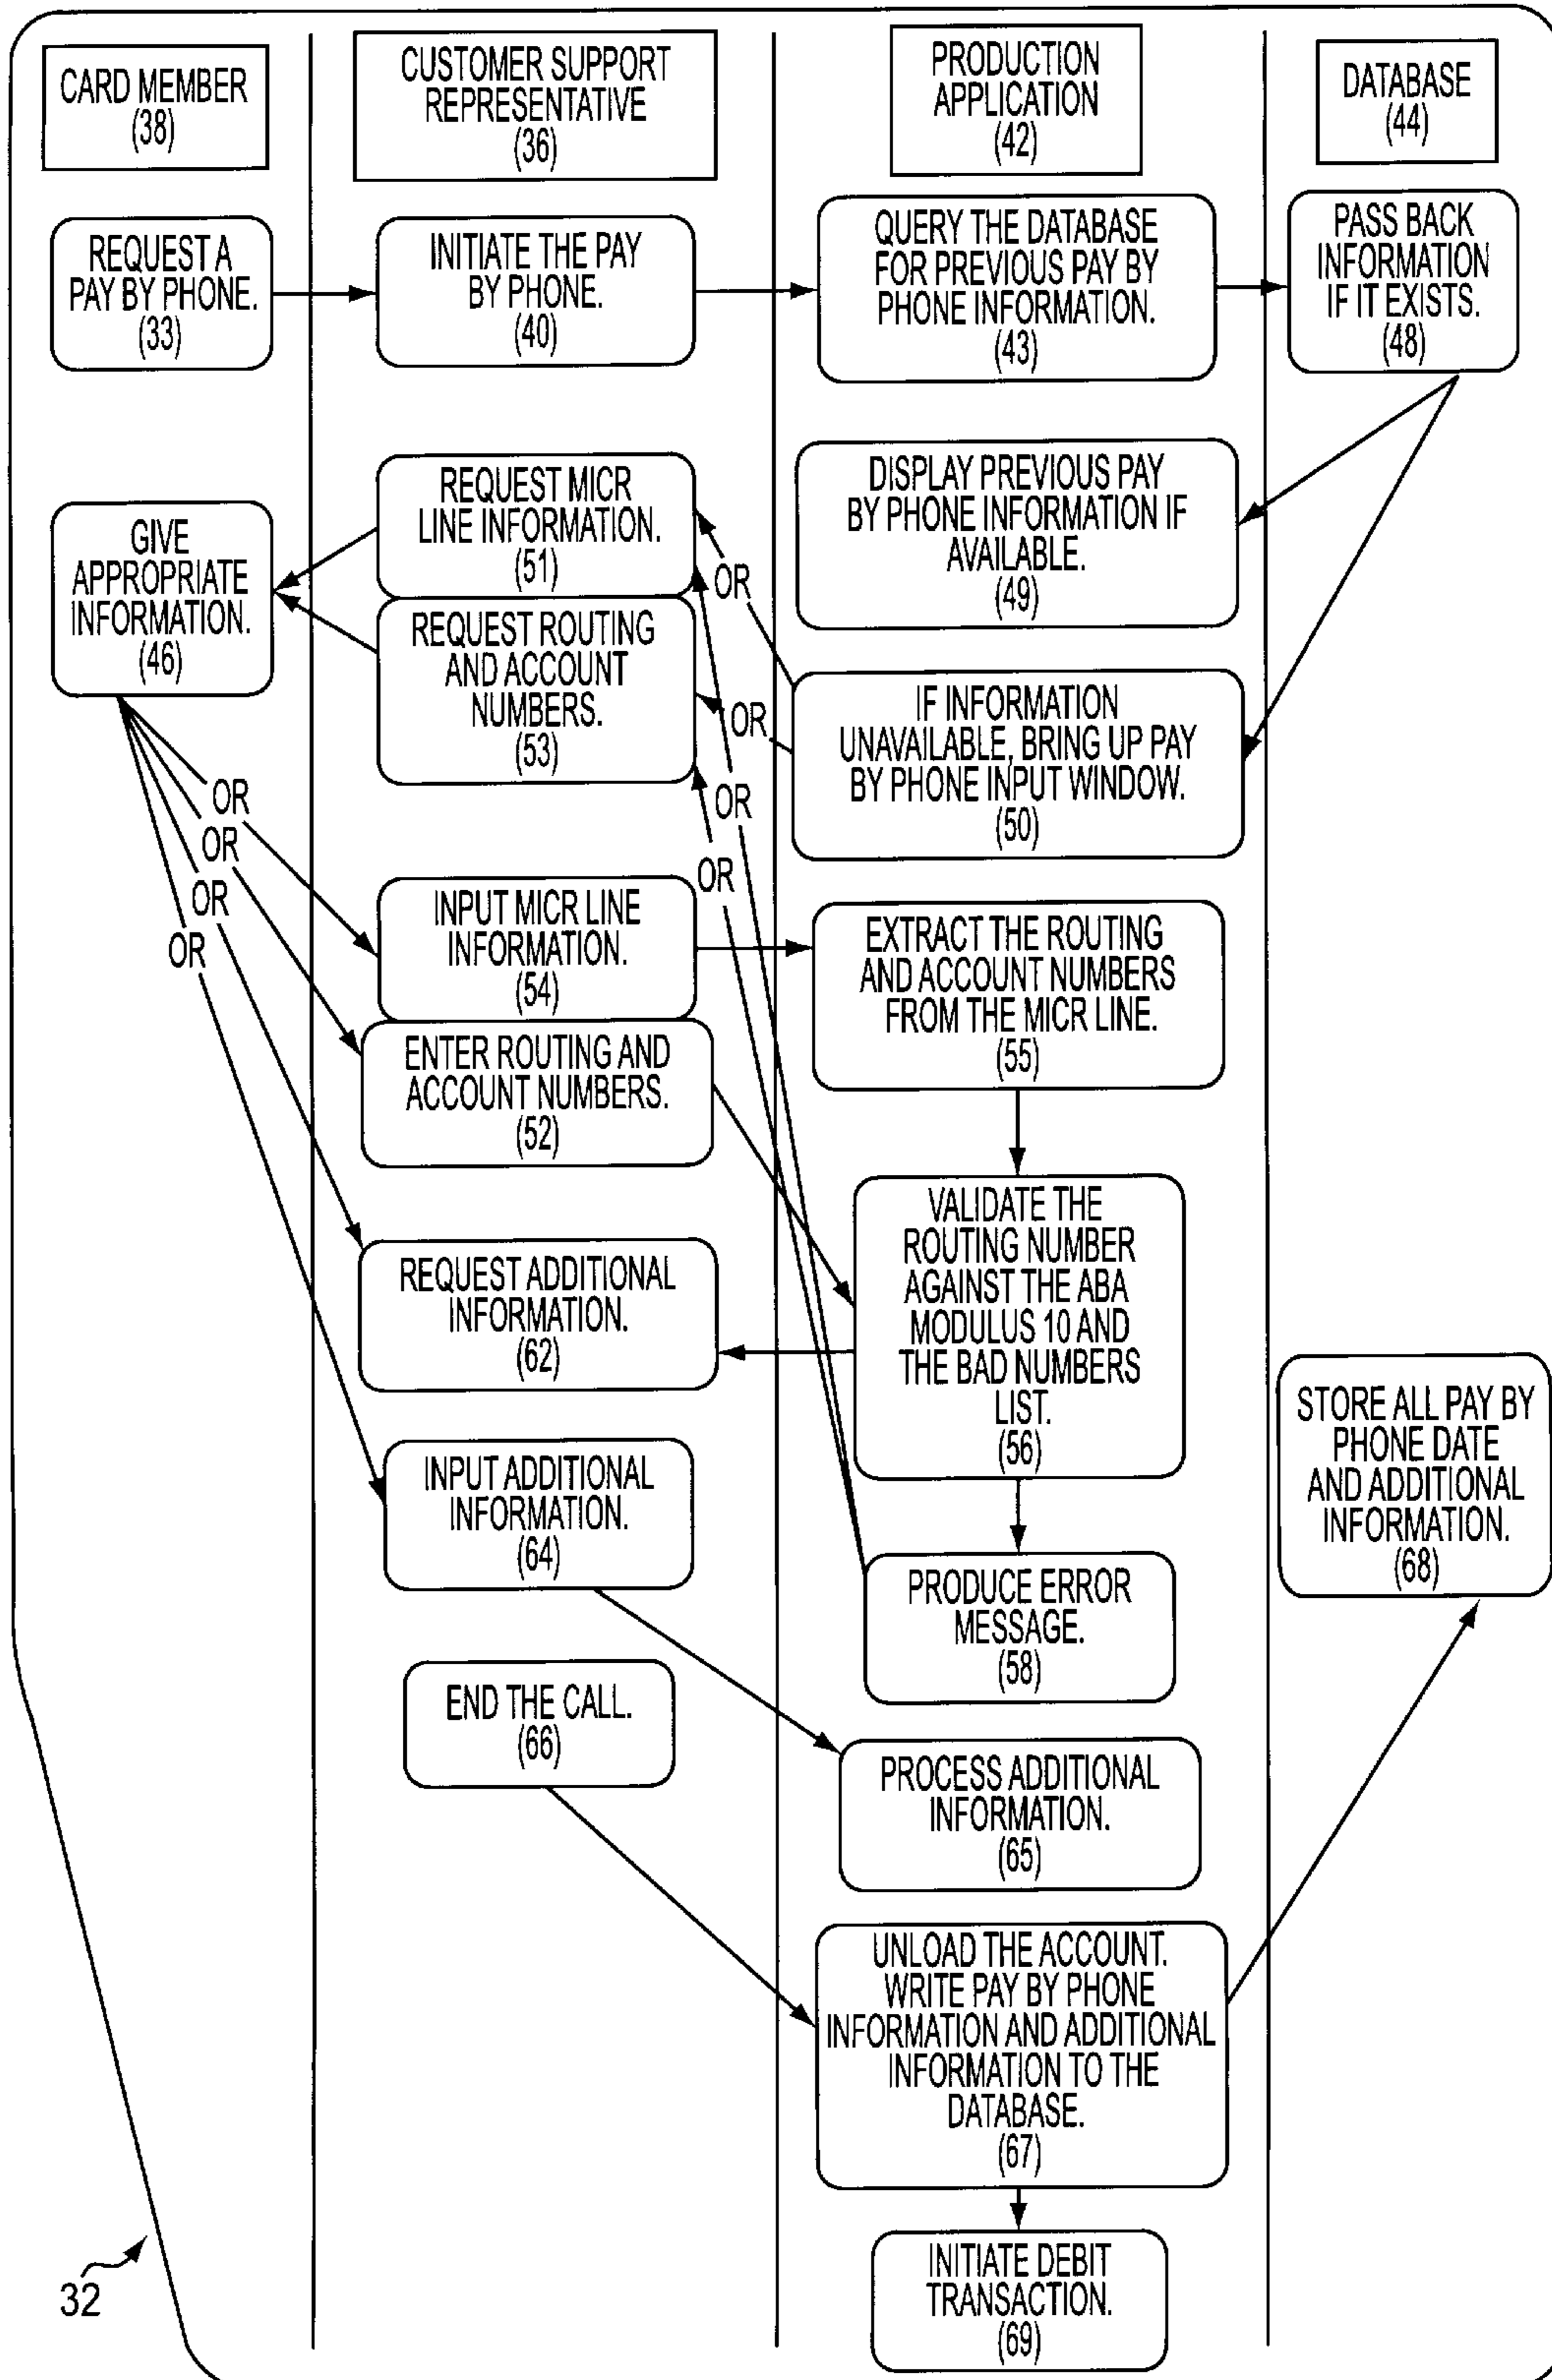 CARD MEMBER
(38)
CUSTOMER SUPPORT
REPRESENTATIVE
(36)
PRODUCTION
APPLICATION
(42)
DATABASE
(44)
REQUEST A
PAY BY PHONE.
(33)
INITIATE THE PAY
BY PHONE.
(40)
QUERY THE DATABASE
FOR PREVIOUS PAY BY
PHONE INFORMATION.
(43)
PASS BACK
INFORMATION
IF IT EXISTS.
(48)
DISPLAY PREVIOUS PAY
BY PHONE INFORMATION IF
AVAILABLE.
(49)
REQUEST MICR
LINE INFORMATION.
(51)
GIVE
APPROPRIATE
INFORMATION.
(46)
OR
REQUEST ROUTING
AND ACCOUNT
NUMBERS.
(53)
OR
IF INFORMATION
UNAVAILABLE, BRING UP PAY
BY PHONE INPUT WINDOW.
(50)
OR
OR
OR
OR
OR
OR
INPUT MICR LINE
INFORMATION.
(54)
EXTRACT THE ROUTING
AND ACCOUNT NUMBERS
FROM THE MICR LINE.
(55)
ENTER ROUTING AND
ACCOUNT NUMBERS.
(52)
VALIDATE THE
ROUTING NUMBER
AGAINST THE ABA
MODULUS 10 AND
THE BAD NUMBERS
LIST.
(56)
REQUEST ADDITIONAL
INFORMATION.
(62)
STORE ALL PAY BY
PHONE DATE
AND ADDITIONAL
INFORMATION.
(68)
INPUT ADDITIONAL
INFORMATION.
(64)
PRODUCE ERROR
MESSAGE.
(58)
END THE CALL.
(66)
PROCESS ADDITIONAL
INFORMATION.
(65)
UNLOAD THE ACCOUNT.
WRITE PAY BY PHONE
INFORMATION AND ADDITIONAL
INFORMATION TO THE
DATABASE.
(67)
INITIATE DEBIT
TRANSACTION.
(69)
32